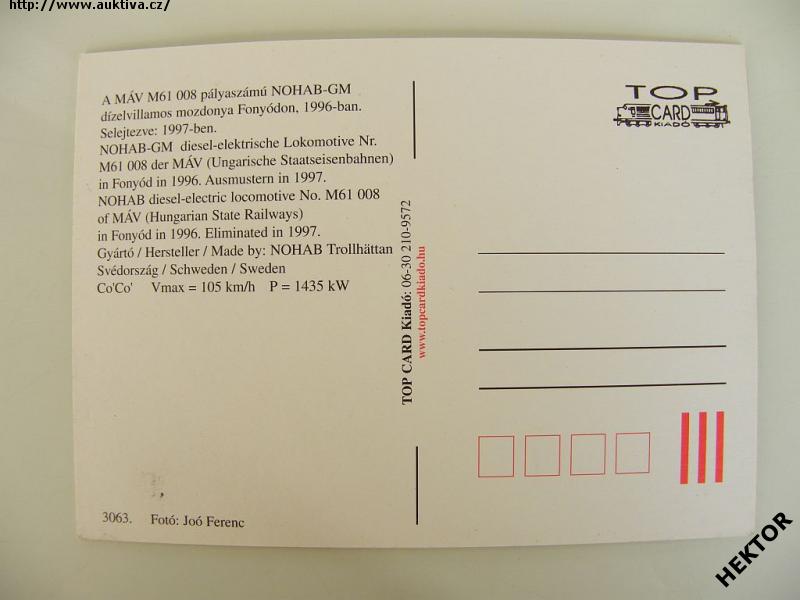 http://www.auktiva.cz/
A MÁV M61 008 pályaszámú NOHAB-GM
dízelvillamos mozdonya Fonyódon, 1996-ban.
Selejtezve: 1997-ben.
NOHAB-GM diesel-elektrische Lokomotive Nr.
M61 008 der MÁV (Ungarische Staatseisenbahnen)
in Fonyód in 1996. Ausmustern in 1997.
NOHAB diesel-electric locomotive No. M61 008
of MÁV (Hungarian State Railways)
in Fonyód in 1996. Eliminated in 1997.
Gyártó / Hersteller / Made by: NOHAB Trollhättan
Svédország / Schweden / Sweden
Co'Co' Vmax = 105 km/h P = 1435 kW
3063. Fotó: Joó Ferenc
TOP CARD Kiadó: 06-30 210-9572
www.topcardkiado.hu
TOP
CARD
KIADÓ
HEKTOR